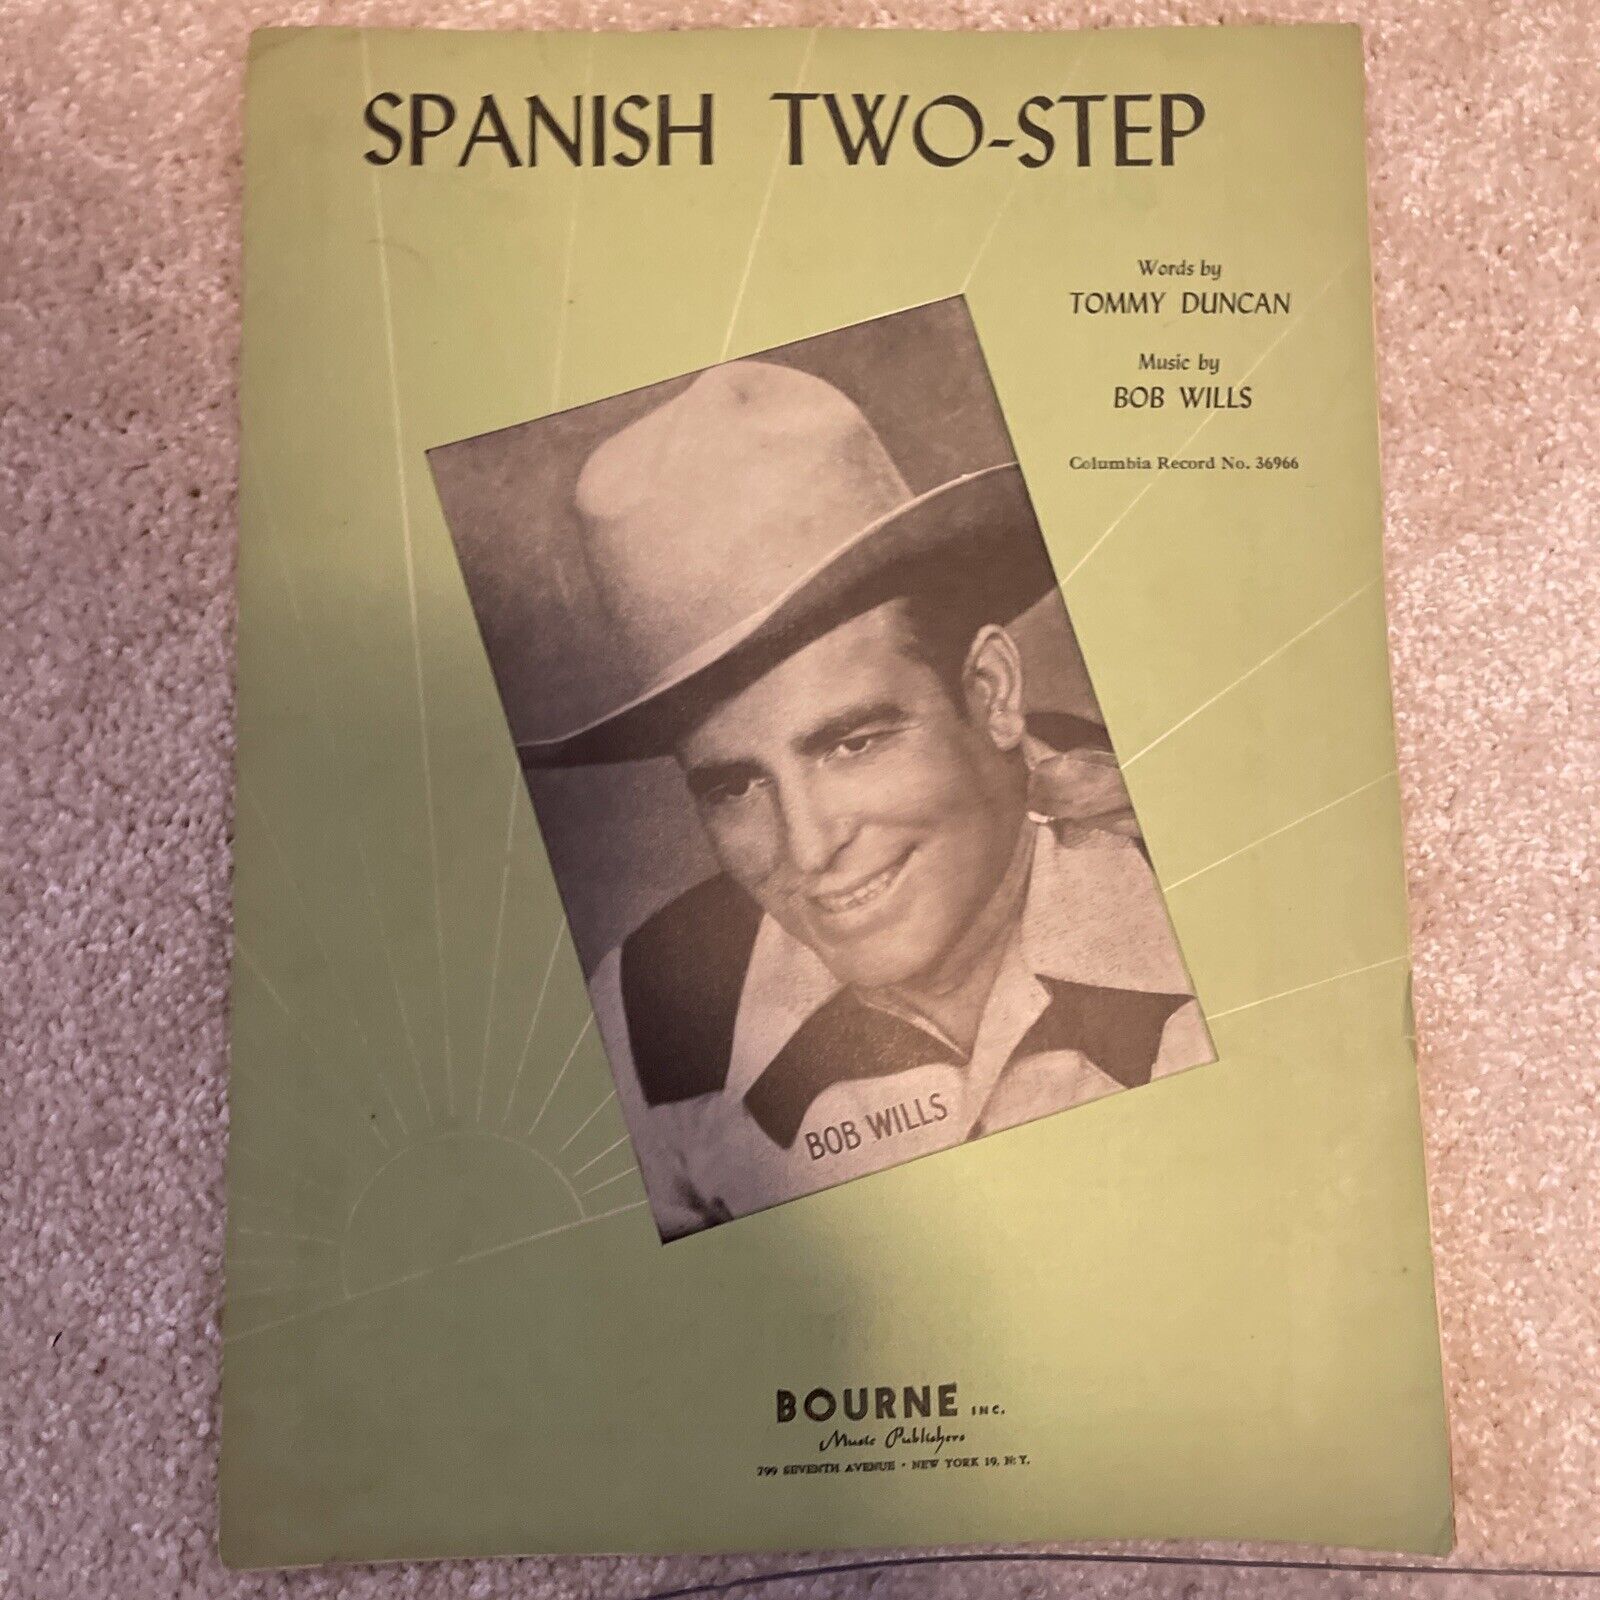 SPANISH TWO-STEP
Words by
TOMMY DUNCAN
Music by
BOB WILLS
Columbia Record No. 36966
BOB WILLS
BOURNE INC.
Music Publishers
799 SEVENTH AVENUE • NEW YORK 19, N.Y.